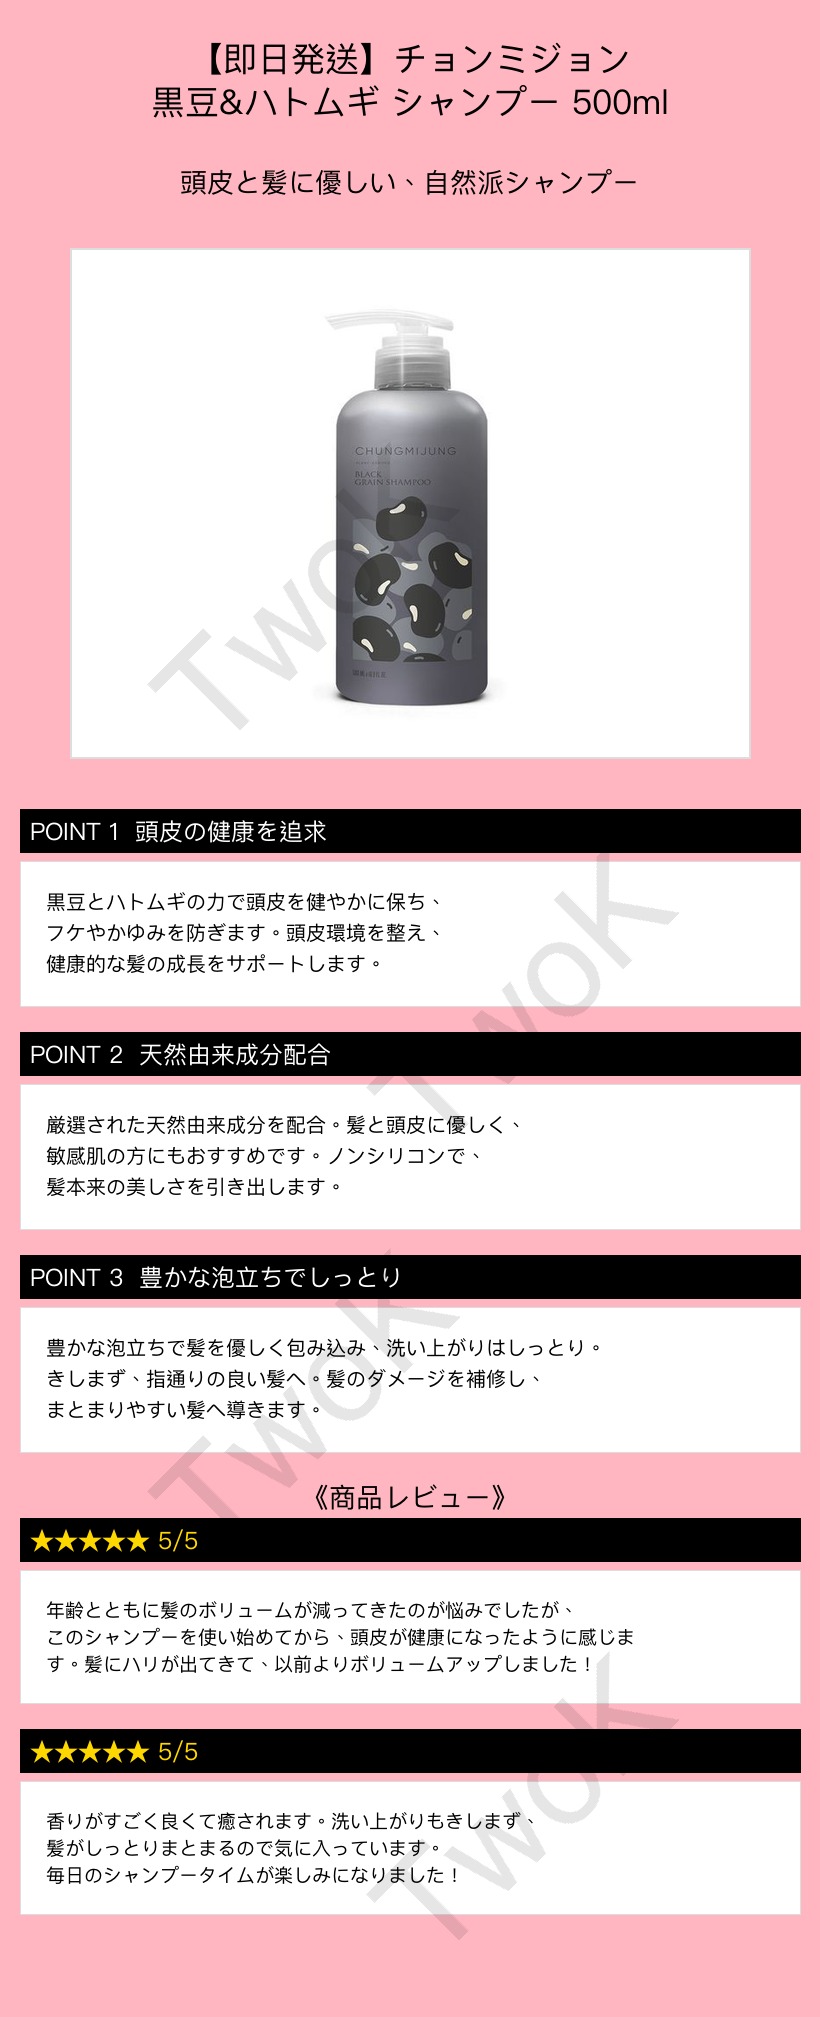 【即日発送】チョンミジョン
黒豆&ハトムギ シャンプー 500ml
頭皮と髪に優しい、自然派シャンプー
CHUNGMIJUNG
BLACK
GRAIN SHAMPOO
TwoK
POINT 1 頭皮の健康を追求
黒豆とハトムギの力で頭皮を健やかに保ち、
フケやかゆみを防ぎます。頭皮環境を整え、
健康的な髪の成長をサポートします。
TwoK
POINT 2 天然由来成分配合
厳選された天然由来成分を配合。髪と頭皮に優しく、
敏感肌の方にもおすすめです。ノンシリコンで、
髪本来の美しさを引き出します。
POINT 3 豊かな泡立ちでしっとり
豊かな泡立ちで髪を優しく包み込み、洗い上がりはしっとり。
きしまず、指通りの良い髪へ。髪のダメージを補修し、
まとまりやすい髪へ導きます。
TwoK
《商品レビュー》
★★★★★ 5/5
年齢とともに髪のボリュームが減ってきたのが悩みでしたが、
このシャンプーを使い始めてから、頭皮が健康になったように感じま
す。髪にハリが出てきて、以前よりボリュームアップしました！
★★★★★ 5/5
香りがすごく良くて癒されます。洗い上がりもきしまず、
髪がしっとりまとまるので気に入っています。
毎日のシャンプータイムが楽しみになりました！
TwoK